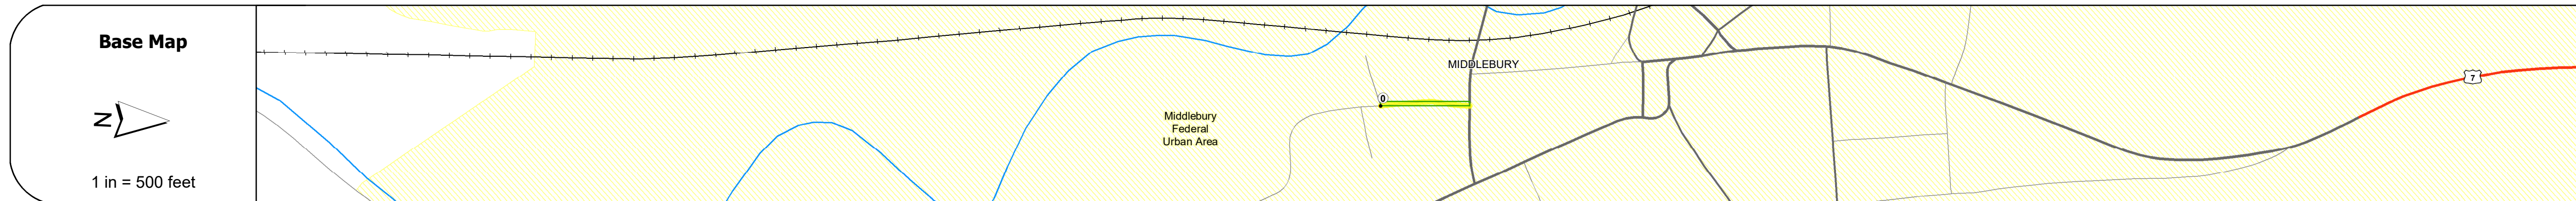 Base Map
N
1 in = 500 feet
MIDDLEBURY
0
Middlebury
Federal
Urban Area
7